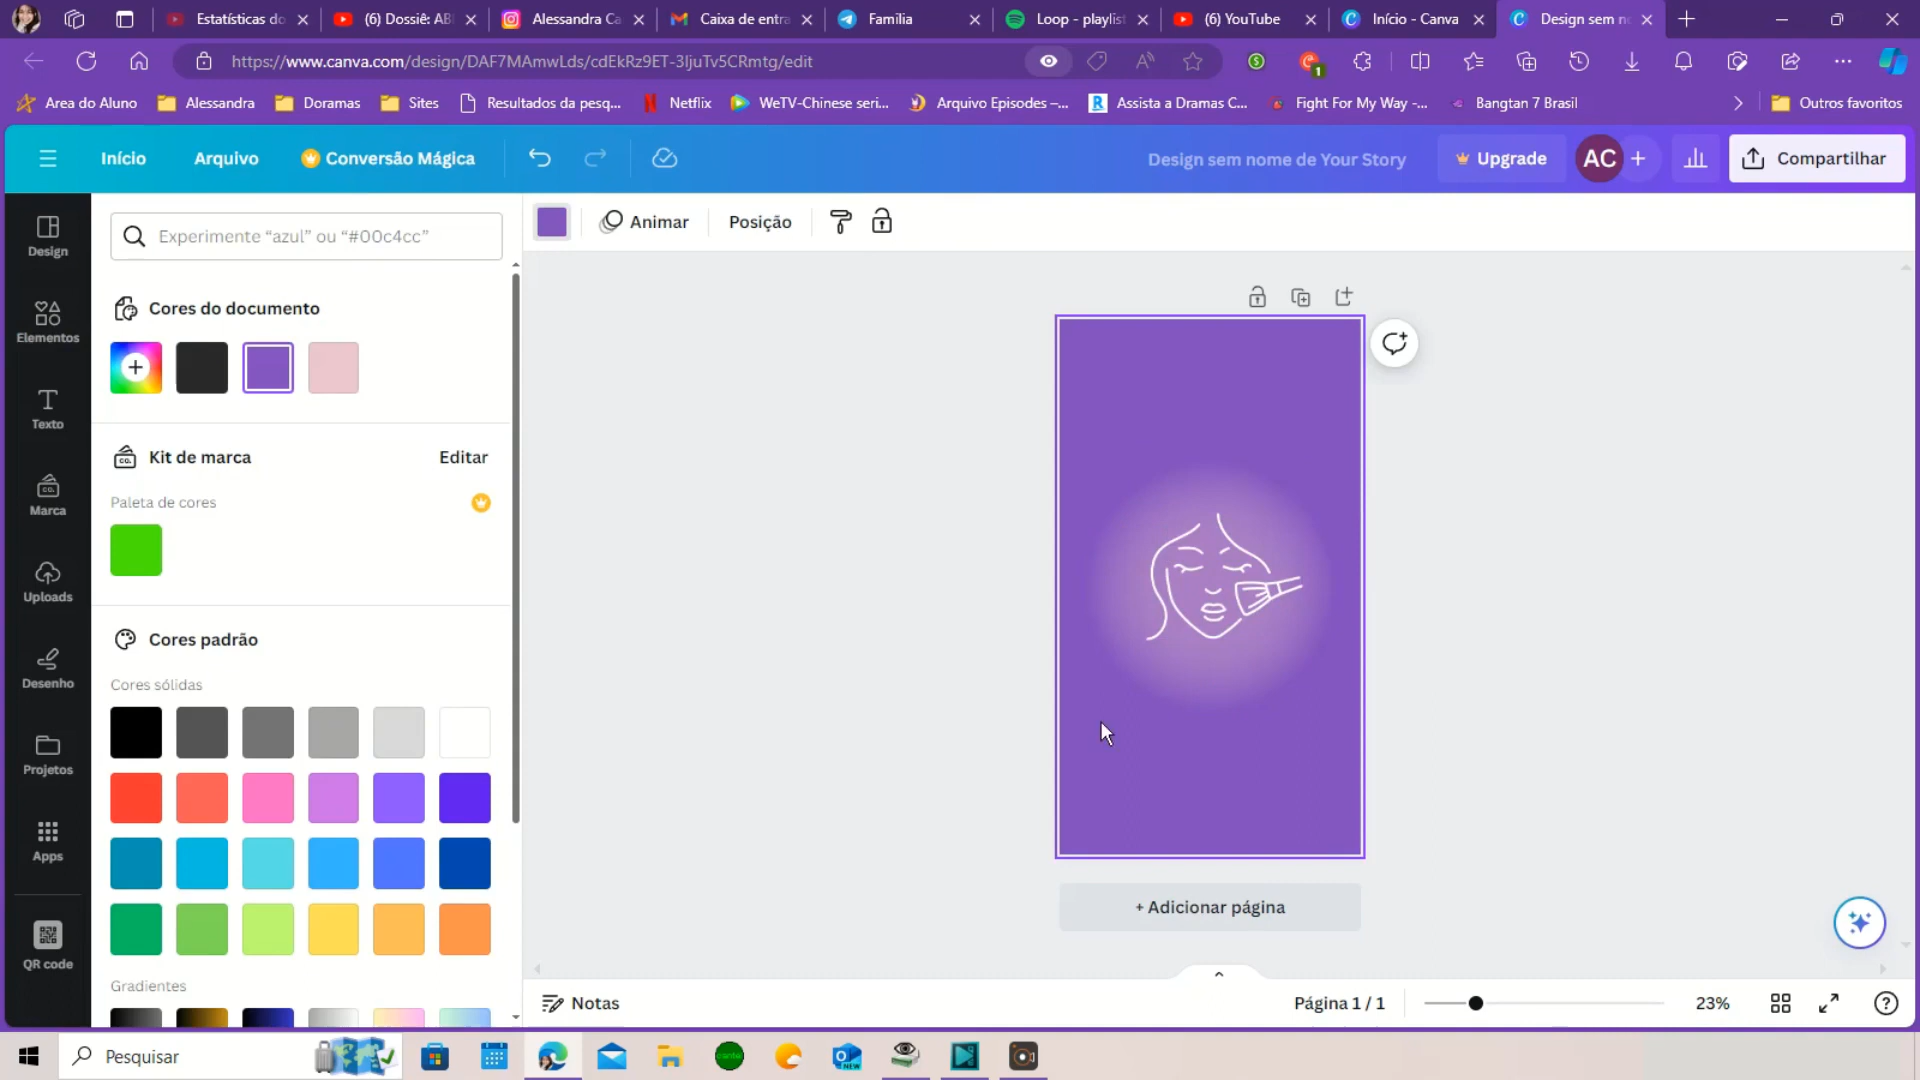 Estatísticas do
(6) Dossiê: AB
Alessandra Ca
Caixa de entra
Familia
Loop - playlist
(6) YouTube
Início - Canva
Design sem n
https://www.canva.com/design/DAF7MAmwLds/cdEkRz9ET-3IjuTv5CRmtg/edit
1
Area do Aluno
Alessandra
Doramas
Sites
Resultados da pesq...
Netflix
WeTV-Chinese seri...
Arquivo Episodes –...
Assista a Dramas C...
Fight For My Way -...
Bangtan 7 Brasil
Outros favoritos
Início
Arquivo
Conversão Mágica
Design sem nome de Your Story
Upgrade
AC
Compartilhar
Design
Elementos
Texto
Marca
Uploads
Desenho
Projetos
Apps
QR code
Experimente “azul” ou “#00c4cc”
Cores do documento
Kit de marca
Editar
Paleta de cores
Cores padrão
Cores sólidas
Gradientes
Animar
Posição
+ Adicionar página
Notas
Página 1 / 1
23%
Pesquisar